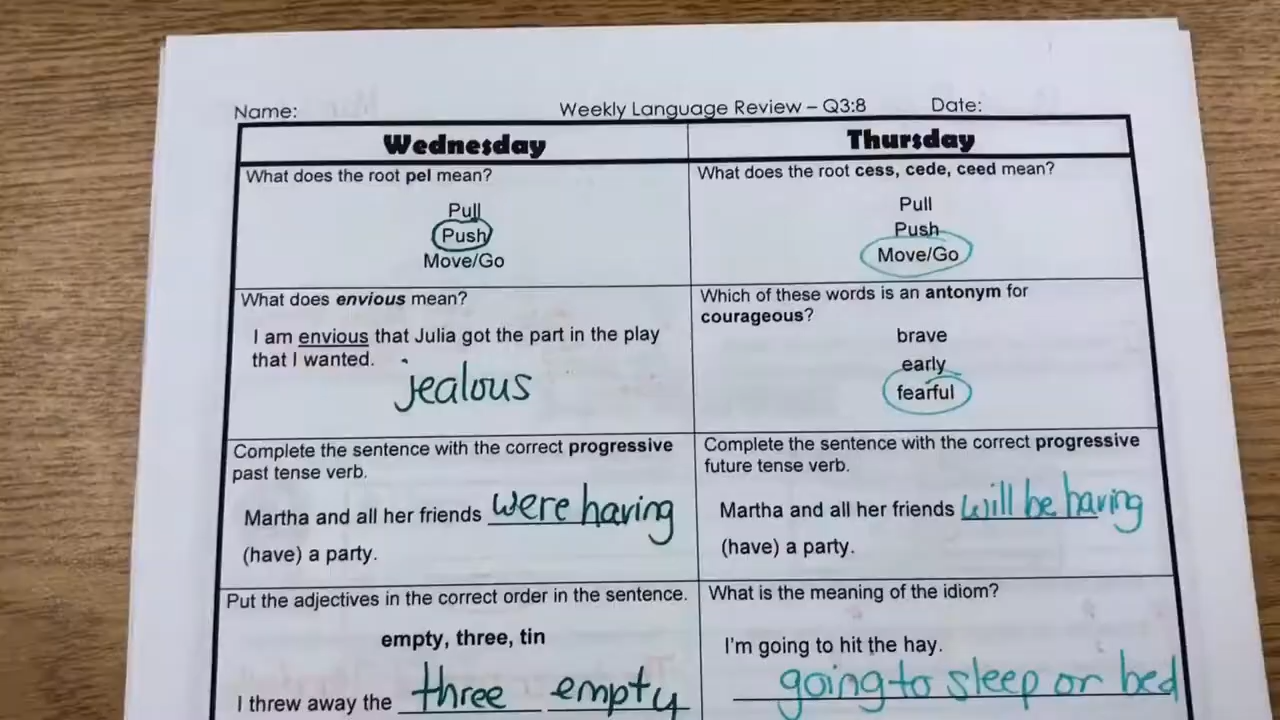 Name: Weekly Language Review – Q3:8 Date:
Wednesday
What does the root pel mean?
Pull
Push
Move/Go
What does envious mean?
I am envious that Julia got the part in the play
that I wanted.
jealous
Complete the sentence with the correct progressive
past tense verb.
Martha and all her friends were having
(have) a party.
Put the adjectives in the correct order in the sentence.
empty, three, tin
I threw away the three empty
Thursday
What does the root cess, cede, ceed mean?
Pull
Push
Move/Go
Which of these words is an antonym for
courageous?
brave
early
fearful
Complete the sentence with the correct progressive
future tense verb.
Martha and all her friends will be having
(have) a party.
What is the meaning of the idiom?
I'm going to hit the hay.
going to sleep or bed